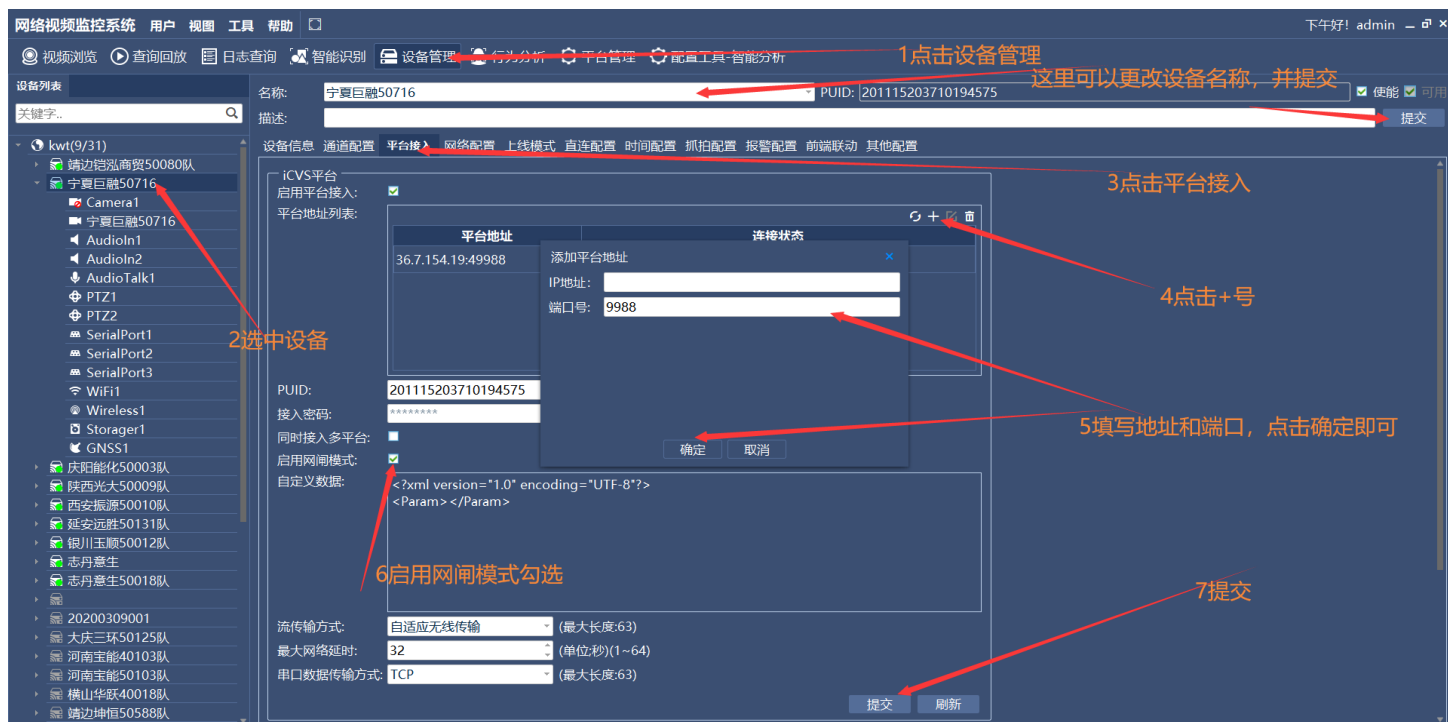 网络视频监控系统 用户 视图 工具 帮助
下午好！admin
视频浏览 查询回放 日志查询 智能识别 设备管理 行为分析 平台管理 配置工具-智能分析
1点击设备管理
这里可以更改设备名称，并提交
设备列表
名称: 宁夏巨融50716 PUID: 201115203710194575 使能 可用
关键字..
描述: 提交
kwt(9/31)
靖边铠泓商贸50080队
宁夏巨融50716
Camera1
宁夏巨融50716
AudioIn1
AudioIn2
AudioTalk1
PTZ1
PTZ2
SerialPort1
SerialPort2
SerialPort3
WiFi1
Wireless1
Storager1
GNSS1
庆阳能化50003队
陕西光大50009队
西安振源50010队
延安远胜50131队
银川玉顺50012队
志丹意生
志丹意生50018队
20200309001
大庆三环50125队
河南宝能40103队
河南宝能50103队
横山华跃40018队
靖边坤恒50588队
2选中设备
设备信息 通道配置 平台接入 网络配置 上线模式 直连配置 时间配置 抓拍配置 报警配置 前端联动 其他配置
3点击平台接入
iCVS平台
启用平台接入:
平台地址列表:
平台地址 连接状态
36.7.154.19:49988
添加平台地址
IP地址:
端口号: 9988
确定 取消
4点击+号
5填写地址和端口，点击确定即可
PUID: 201115203710194575
接入密码: ********
同时接入多平台:
启用网闸模式:
自定义数据: <?xml version="1.0" encoding="UTF-8"?>
<Param></Param>
6启用网闸模式勾选
7提交
流传输方式: 自适应无线传输 (最大长度:63)
最大网络延时: 32 (单位:秒)(1~64)
串口数据传输方式: TCP (最大长度:63)
提交 刷新